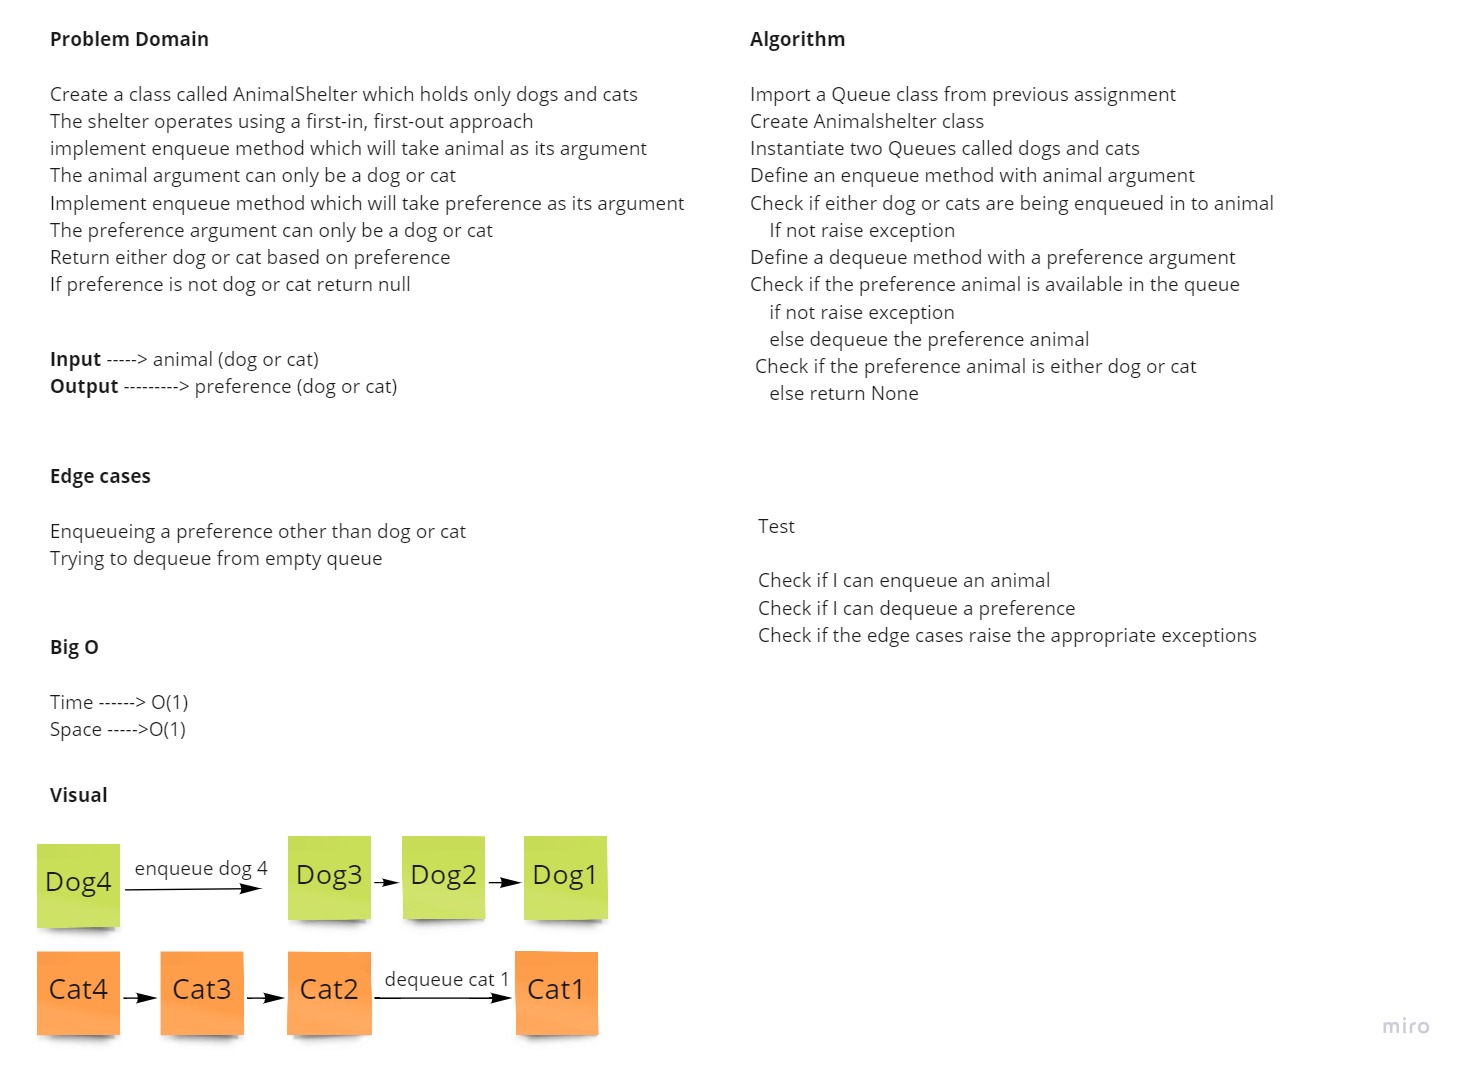 Problem Domain
Create a class called AnimalShelter which holds only dogs and cats
The shelter operates using a first-in, first-out approach
implement enqueue method which will take animal as its argument
The animal argument can only be a dog or cat
Implement enqueue method which will take preference as its argument
The preference argument can only be a dog or cat
Return either dog or cat based on preference
If preference is not dog or cat return null
Input -----> animal (dog or cat)
Output ---------> preference (dog or cat)
Edge cases
Enqueueing a preference other than dog or cat
Trying to dequeue from empty queue
Big O
Time ------> O(1)
Space ----->O(1)
Visual
Dog4
enqueue dog 4
Dog3
Dog2
Dog1
Cat4
Cat3
Cat2
dequeue cat 1
Cat1
Algorithm
Import a Queue class from previous assignment
Create Animalshelter class
Instantiate two Queues called dogs and cats
Define an enqueue method with animal argument
Check if either dog or cats are being enqueued in to animal
If not raise exception
Define a dequeue method with a preference argument
Check if the preference animal is available in the queue
if not raise exception
else dequeue the preference animal
Check if the preference animal is either dog or cat
else return None
Test
Check if I can enqueue an animal
Check if I can dequeue a preference
Check if the edge cases raise the appropriate exceptions
miro